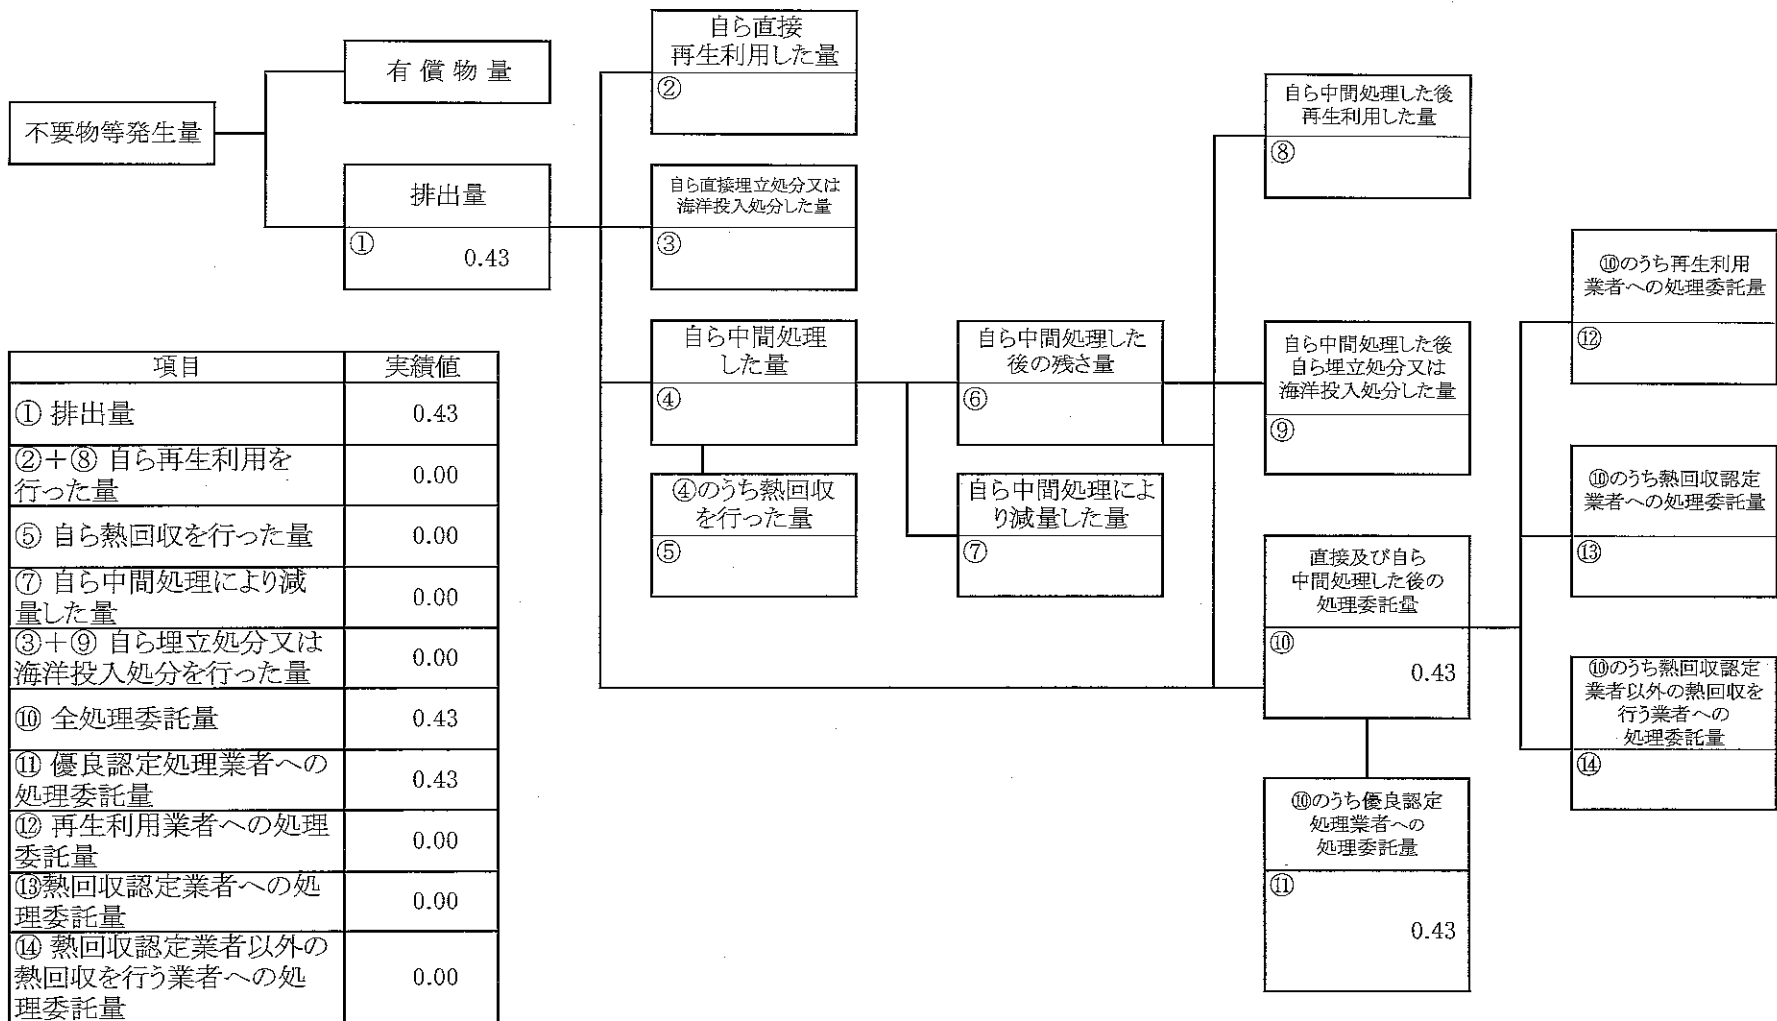 不要物等発生量
有償物量
排出量
①
0.43
自ら直接
再生利用した量
②
自ら直接埋立処分又は
海洋投入処分した量
③
自ら中間処理
した量
④
④のうち熱回収
を行った量
⑤
自ら中間処理した
後の残さ量
⑥
自ら中間処理によ
り減量した量
⑦
自ら中間処理した後
再生利用した量
⑧
自ら中間処理した後
自ら埋立処分又は
海洋投入処分した量
⑨
直接及び自ら
中間処理した後の
処理委託量
⑩
0.43
⑩のうち優良認定
処理業者への
処理委託量
⑪
0.43
⑩のうち再生利用
業者への処理委託量
⑫
⑩のうち熱回収認定
業者への処理委託量
⑬
⑩のうち熱回収認定
業者以外の熱回収を
行う業者への
処理委託量
⑭
項目 実績値
① 排出量 0.43
②+⑧ 自ら再生利用を
行った量 0.00
⑤ 自ら熱回収を行った量 0.00
⑦ 自ら中間処理により減
量した量 0.00
③+⑨ 自ら埋立処分又は
海洋投入処分を行った量 0.00
⑩ 全処理委託量 0.43
⑪ 優良認定処理業者への
処理委託量 0.43
⑫ 再生利用業者への処理
委託量 0.00
⑬熱回収認定業者への処
理委託量 0.00
⑭ 熱回収認定業者以外の
熱回収を行う業者への処
理委託量 0.00